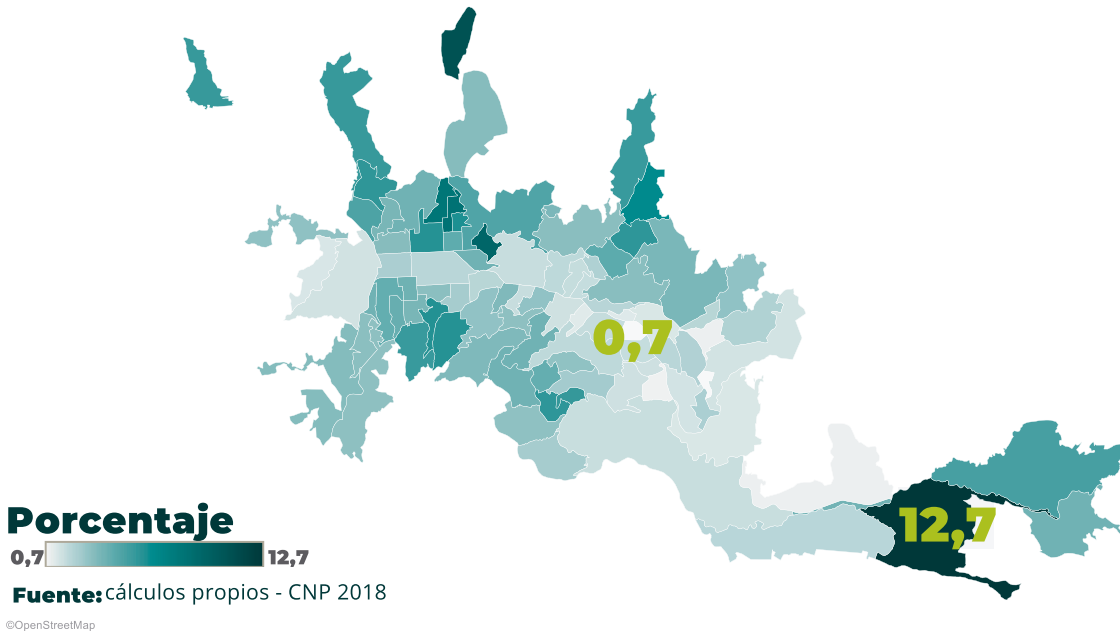 0,7
12,7
Porcentaje
0,7 12,7
Fuente: cálculos propios - CNP 2018
©OpenStreetMap